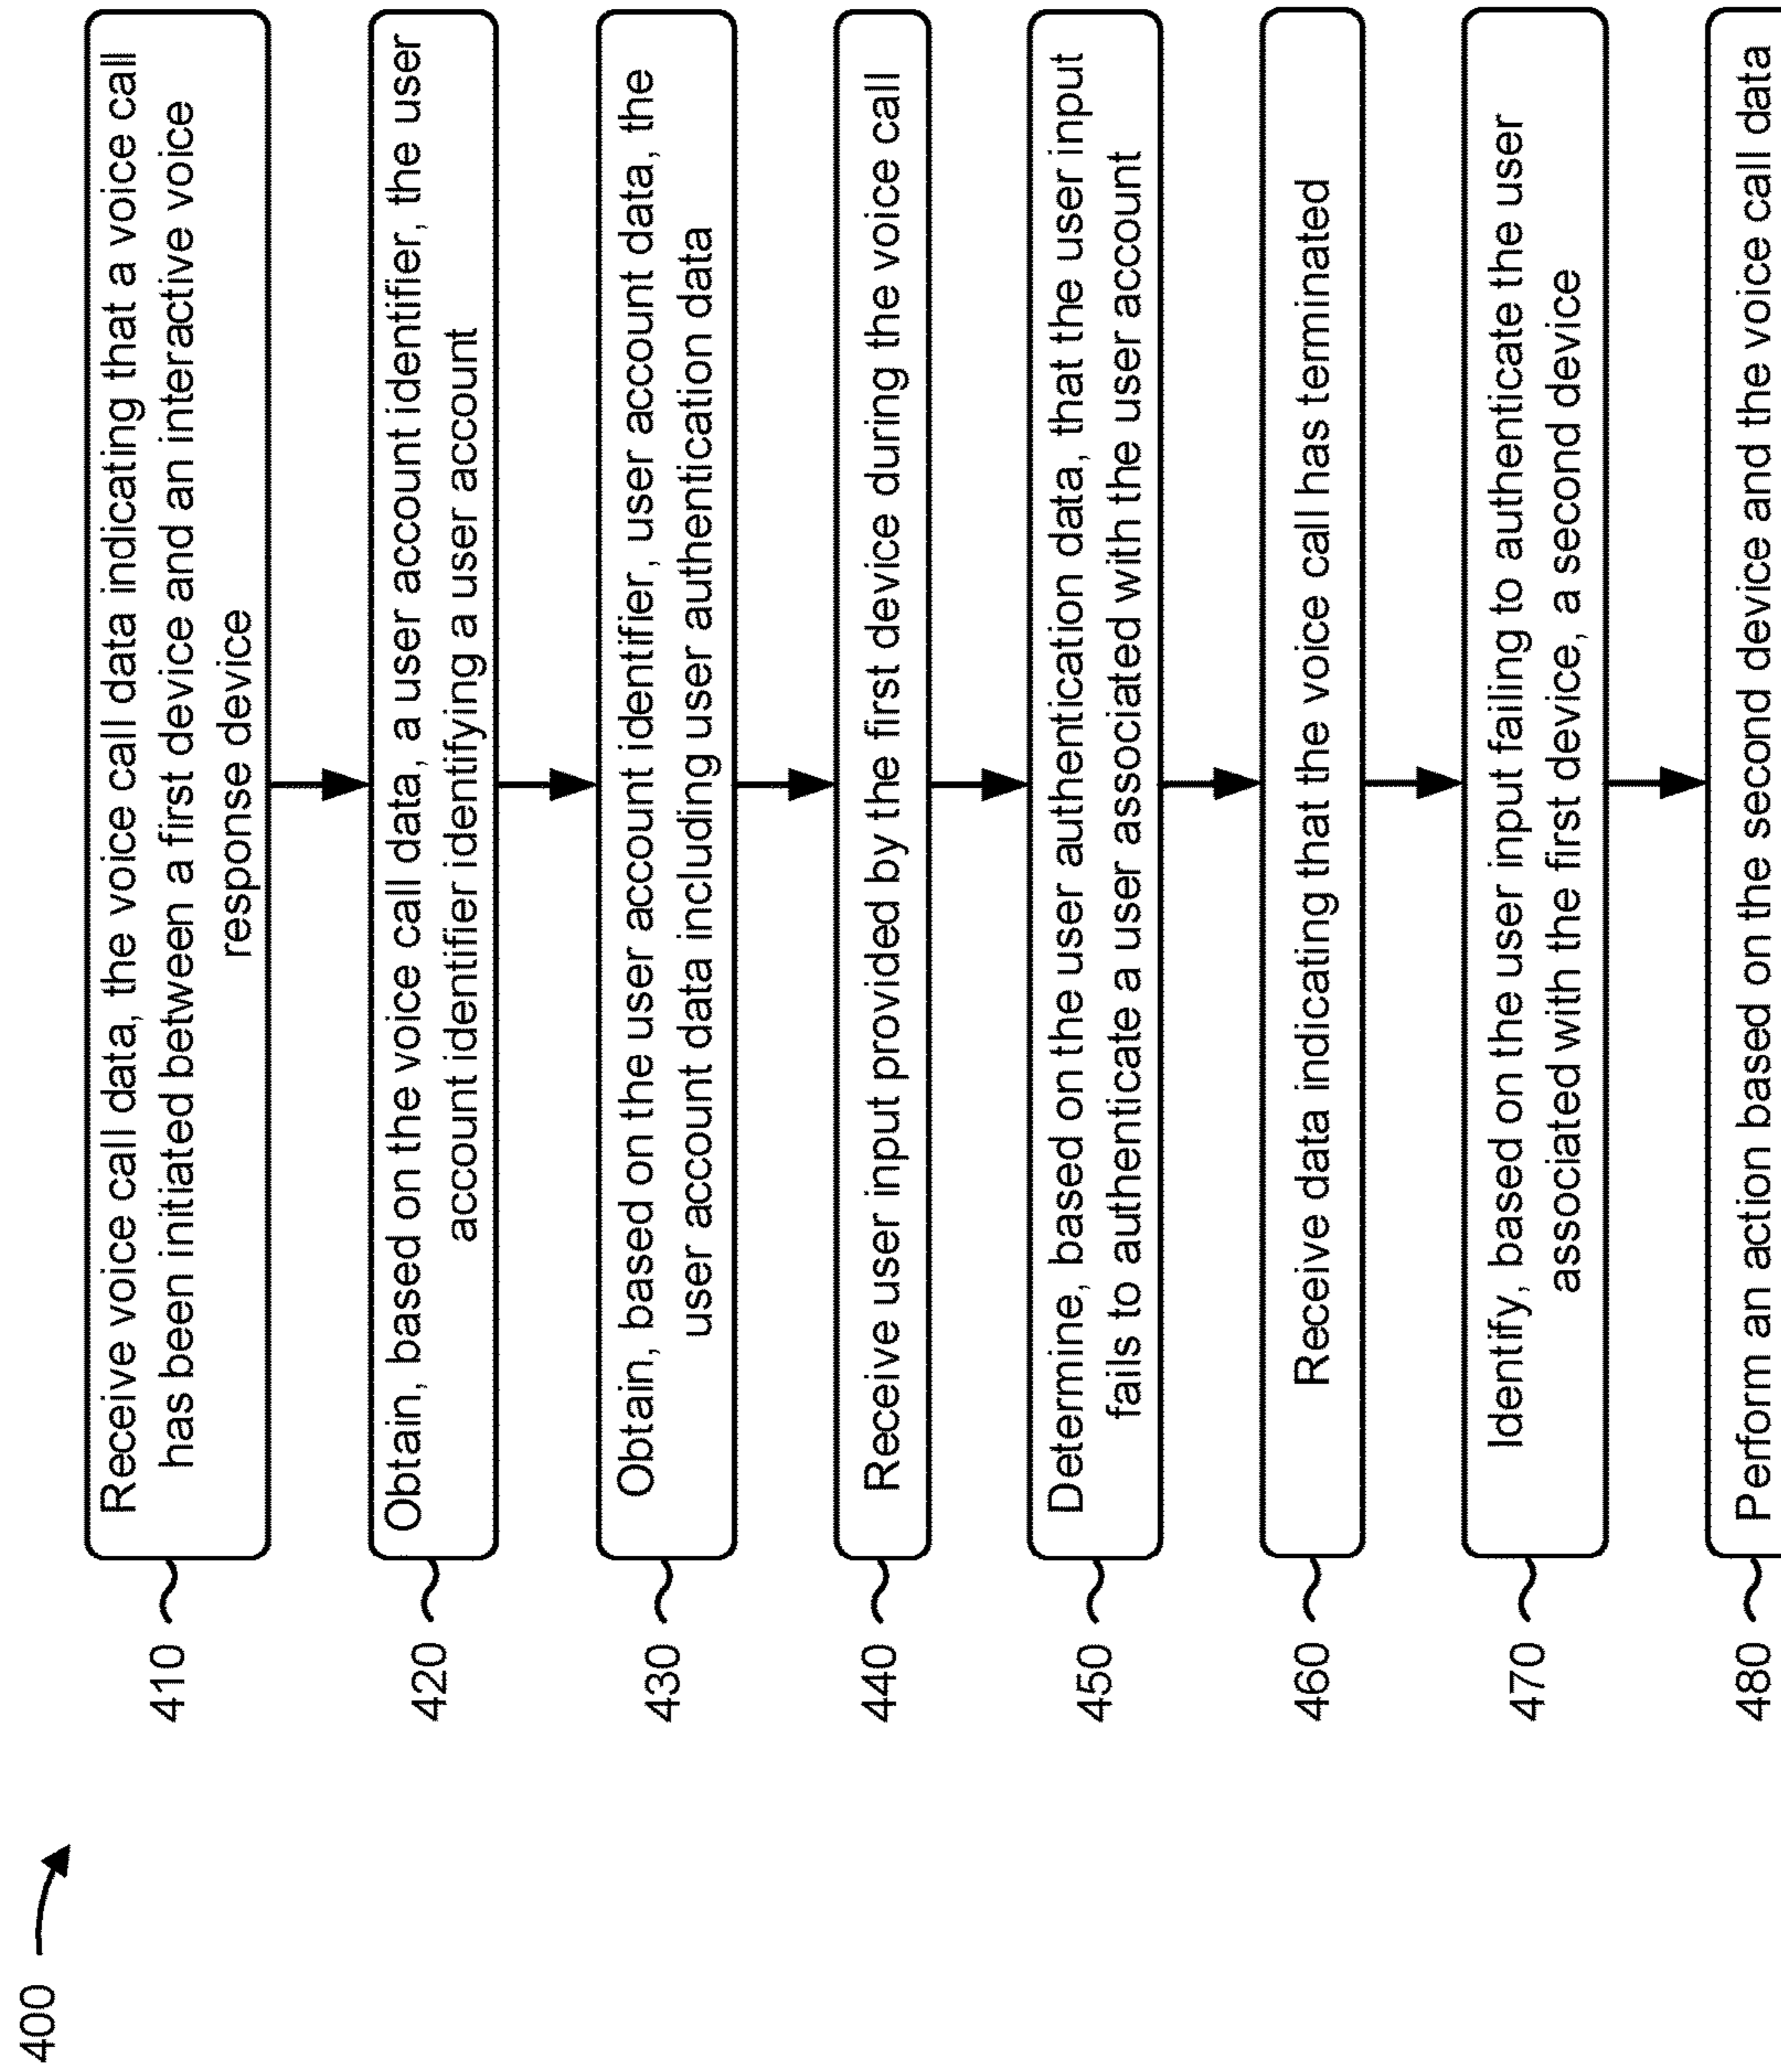 400
410
Receive voice call data, the voice call data indicating that a voice call
has been initiated between a first device and an interactive voice
response device
420
Obtain, based on the voice call data, a user account identifier, the user
account identifier identifying a user account
430
Obtain, based on the user account identifier, user account data, the
user account data including user authentication data
440
Receive user input provided by the first device during the voice call
450
Determine, based on the user authentication data, that the user input
fails to authenticate a user associated with the user account
460
Receive data indicating that the voice call has terminated
470
Identify, based on the user input failing to authenticate the user
associated with the first device, a second device
480
Perform an action based on the second device and the voice call data